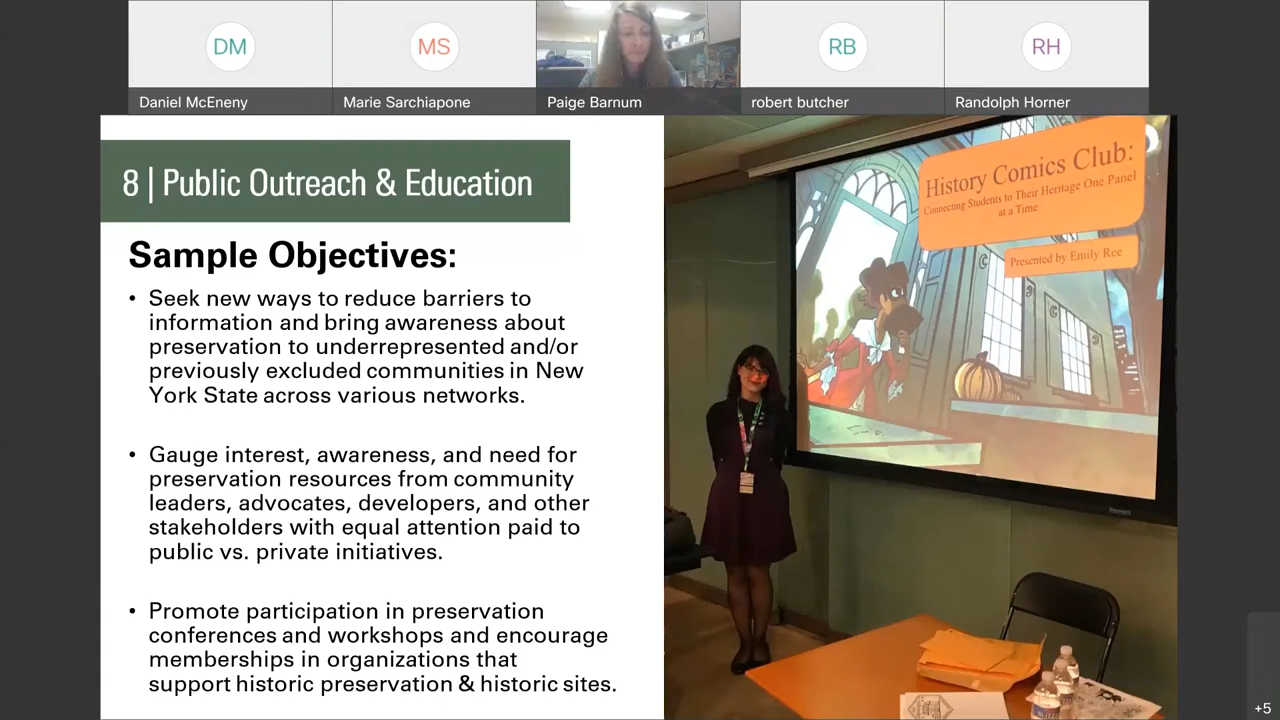 DM
MS
RB
RH
Daniel McEneny
Marie Sarchiapone
Paige Barnum
robert butcher
Randolph Horner
8 | Public Outreach & Education
Sample Objectives:
• Seek new ways to reduce barriers to
information and bring awareness about
preservation to underrepresented and/or
previously excluded communities in New
York State across various networks.
• Gauge interest, awareness, and need for
preservation resources from community
leaders, advocates, developers, and other
stakeholders with equal attention paid to
public vs. private initiatives.
• Promote participation in preservation
conferences and workshops and encourage
memberships in organizations that
support historic preservation & historic sites.
History Comics Club:
Connecting Students to Their Heritage One Panel
at a Time
Presented by Emily Ree
+5